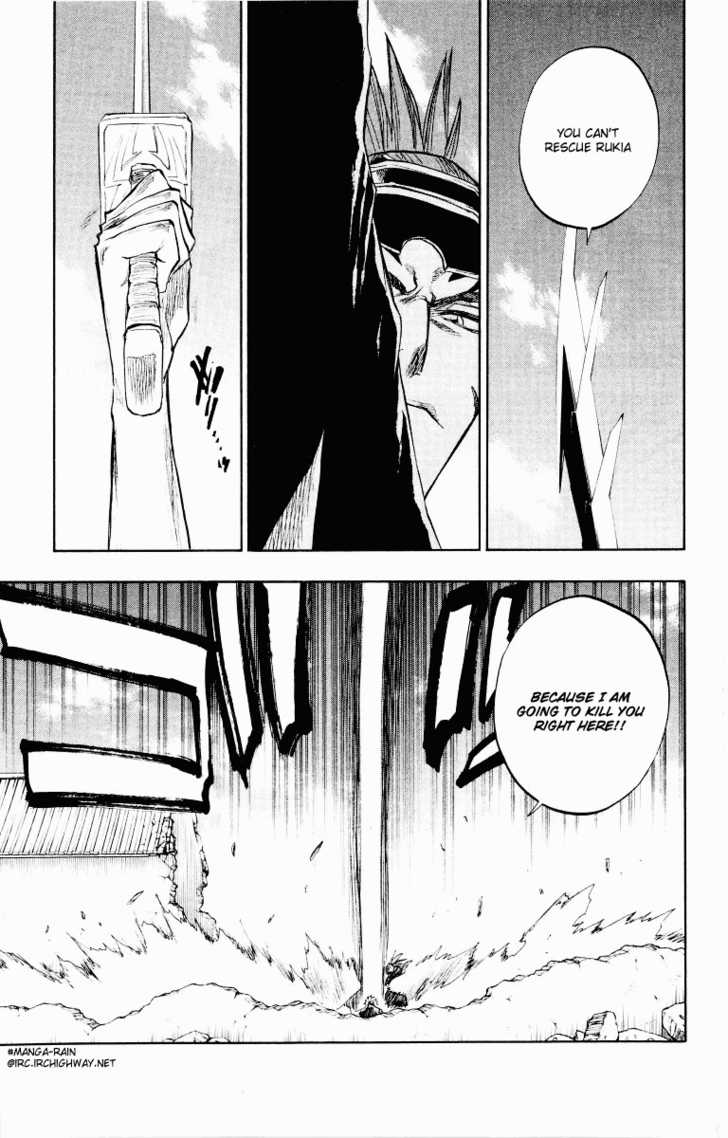 YOU CAN'T
RESCUE RUKIA
BECAUSE I AM
GOING TO KILL YOU
RIGHT HERE!!
#MANGA-RAIN
@IRC.IRCHIGHWAY.NET